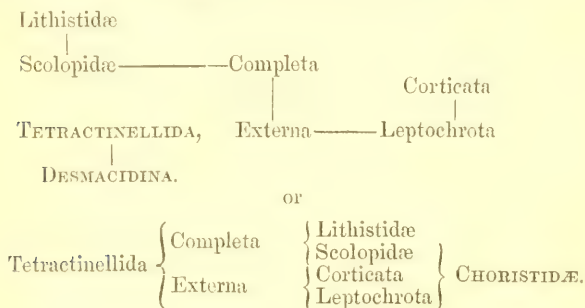 Lithistidæ
Scolopidæ Completa
Corticata
TETRACTINELLIDA, Externa Leptochrota
DESMACIDINA.
or
Tetractinellida { Completa { Lithistidæ
{ Scolopidæ
{ Externa { Corticata
{ Leptochrota } CHORISTIDÆ.